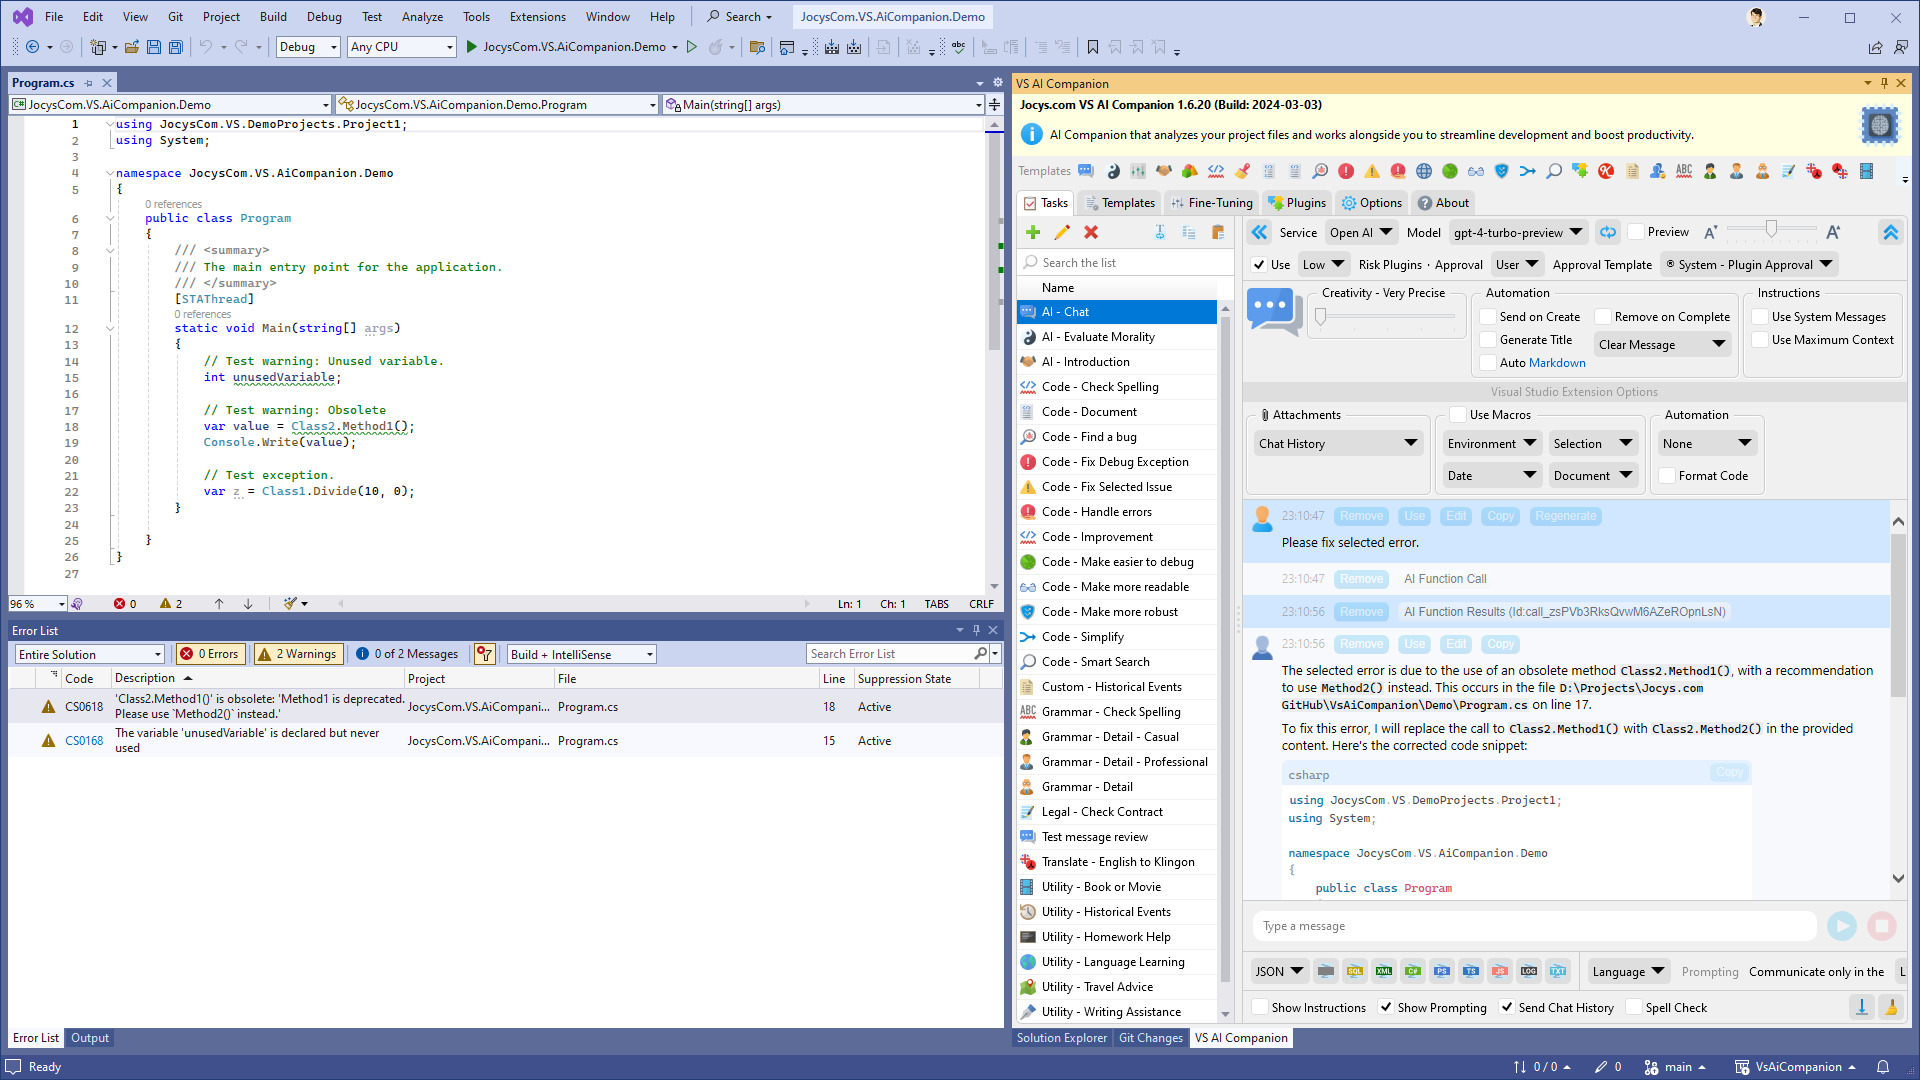 File Edit View Git Project Build Debug Test Analyze Tools Extensions Window Help Search JocysCom.VS.AiCompanion.Demo
Debug Any CPU JocysCom.VS.AiCompanion.Demo
Program.cs
JocysCom.VS.AiCompanion.Demo JocysCom.VS.AiCompanion.Demo.Program Main(string[] args)
1 using JocysCom.VS.DemoProjects.Project1;
2 using System;
3
4 namespace JocysCom.VS.AiCompanion.Demo
5 {
0 references
6 public class Program
7 {
8 /// <summary>
9 /// The main entry point for the application.
10 /// </summary>
11 [STAThread]
0 references
12 static void Main(string[] args)
13 {
14 // Test warning: Unused variable.
15 int unusedVariable;
16
17 // Test warning: Obsolete
18 var value = Class2.Method1();
19 Console.Write(value);
20
21 // Test exception.
22 var z = Class1.Divide(10, 0);
23 }
24
25 }
26 }
27
96 % 0 2 Ln: 1 Ch: 1 TABS CRLF
Error List
Entire Solution 0 Errors 2 Warnings 0 of 2 Messages Build + IntelliSense Search Error List
Code Description Project File Line Suppression State
CS0618 'Class2.Method1()' is obsolete: 'Method1 is deprecated. Please use `Method2()` instead.' JocysCom.VS.AiCompani... Program.cs 18 Active
CS0168 The variable 'unusedVariable' is declared but never used JocysCom.VS.AiCompani... Program.cs 15 Active
Error List Output
VS AI Companion
Jocys.com VS AI Companion 1.6.20 (Build: 2024-03-03)
AI Companion that analyzes your project files and works alongside you to streamline development and boost productivity.
Templates
Tasks Templates Fine-Tuning Plugins Options About
Search the list
Name
AI - Chat
AI - Evaluate Morality
AI - Introduction
Code - Check Spelling
Code - Document
Code - Find a bug
Code - Fix Debug Exception
Code - Fix Selected Issue
Code - Handle errors
Code - Improvement
Code - Make easier to debug
Code - Make more readable
Code - Make more robust
Code - Simplify
Code - Smart Search
Custom - Historical Events
Grammar - Check Spelling
Grammar - Detail - Casual
Grammar - Detail - Professional
Grammar - Detail
Legal - Check Contract
Test message review
Translate - English to Klingon
Utility - Book or Movie
Utility - Historical Events
Utility - Homework Help
Utility - Language Learning
Utility - Travel Advice
Utility - Writing Assistance
Service Open AI Model gpt-4-turbo-preview Preview A A
Use Low Risk Plugins · Approval User Approval Template ® System - Plugin Approval
Creativity - Very Precise
Automation
Send on Create Remove on Complete
Generate Title Clear Message
Auto Markdown
Instructions
Use System Messages
Use Maximum Context
Visual Studio Extension Options
Attachments
Chat History
Use Macros
Environment Selection
Date Document
Automation
None
Format Code
23:10:47 Remove Use Edit Copy Regenerate
Please fix selected error.
23:10:47 Remove AI Function Call
23:10:56 Remove AI Function Results (Id:call_zsPVb3RksQvwM6AZeROpnLsN)
23:10:56 Remove Use Edit Copy
The selected error is due to the use of an obsolete method Class2.Method1(), with a recommendation
to use Method2() instead. This occurs in the file D:\Projects\Jocys.com
GitHub\VsAiCompanion\Demo\Program.cs on line 17.
To fix this error, I will replace the call to Class2.Method1() with Class2.Method2() in the provided
content. Here's the corrected code snippet:
csharp Copy
using JocysCom.VS.DemoProjects.Project1;
using System;
namespace JocysCom.VS.AiCompanion.Demo
{
public class Program
Type a message
JSON SQL XML C# PS TS JS LOG TXT Language Prompting Communicate only in the L
Show Instructions Show Prompting Send Chat History Spell Check
Solution Explorer Git Changes VS AI Companion
Ready 0 / 0 0 main VsAiCompanion